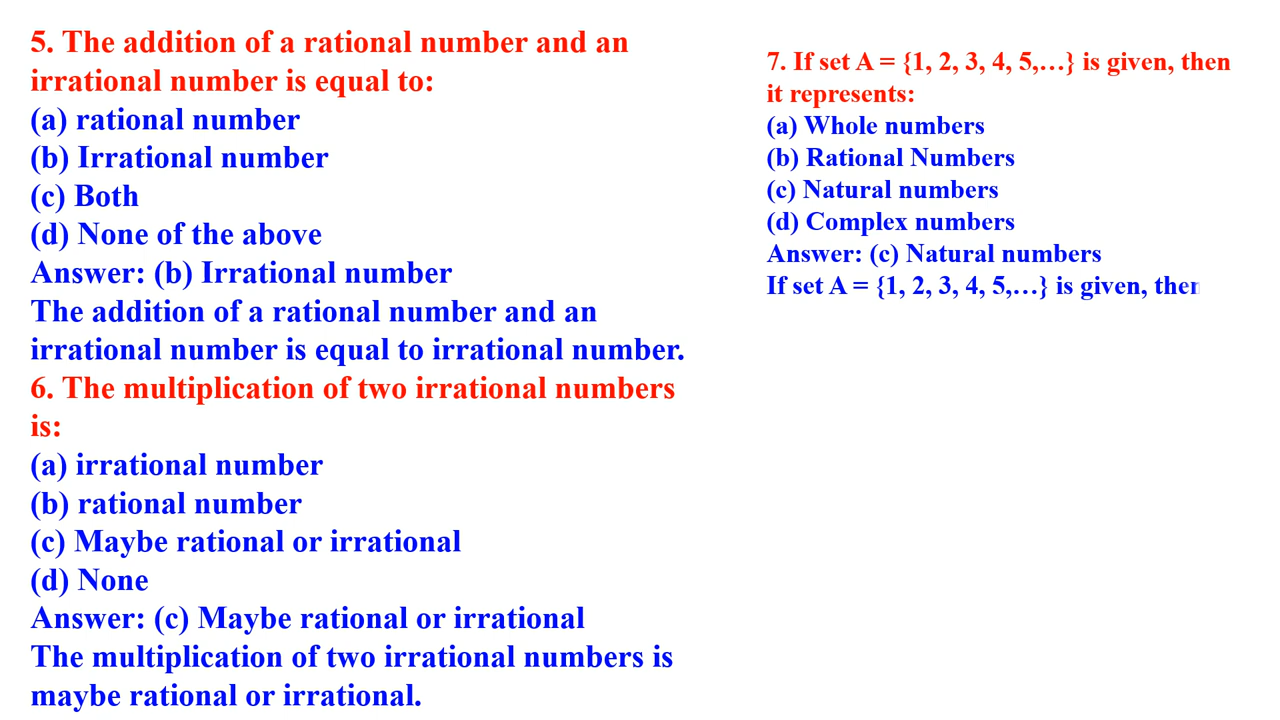 5. The addition of a rational number and an
irrational number is equal to:
(a) rational number
(b) Irrational number
(c) Both
(d) None of the above
Answer: (b) Irrational number
The addition of a rational number and an
irrational number is equal to irrational number.
6. The multiplication of two irrational numbers
is:
(a) irrational number
(b) rational number
(c) Maybe rational or irrational
(d) None
Answer: (c) Maybe rational or irrational
The multiplication of two irrational numbers is
maybe rational or irrational.
7. If set A = {1, 2, 3, 4, 5,…} is given, then
it represents:
(a) Whole numbers
(b) Rational Numbers
(c) Natural numbers
(d) Complex numbers
Answer: (c) Natural numbers
If set A = {1, 2, 3, 4, 5,…} is given, then